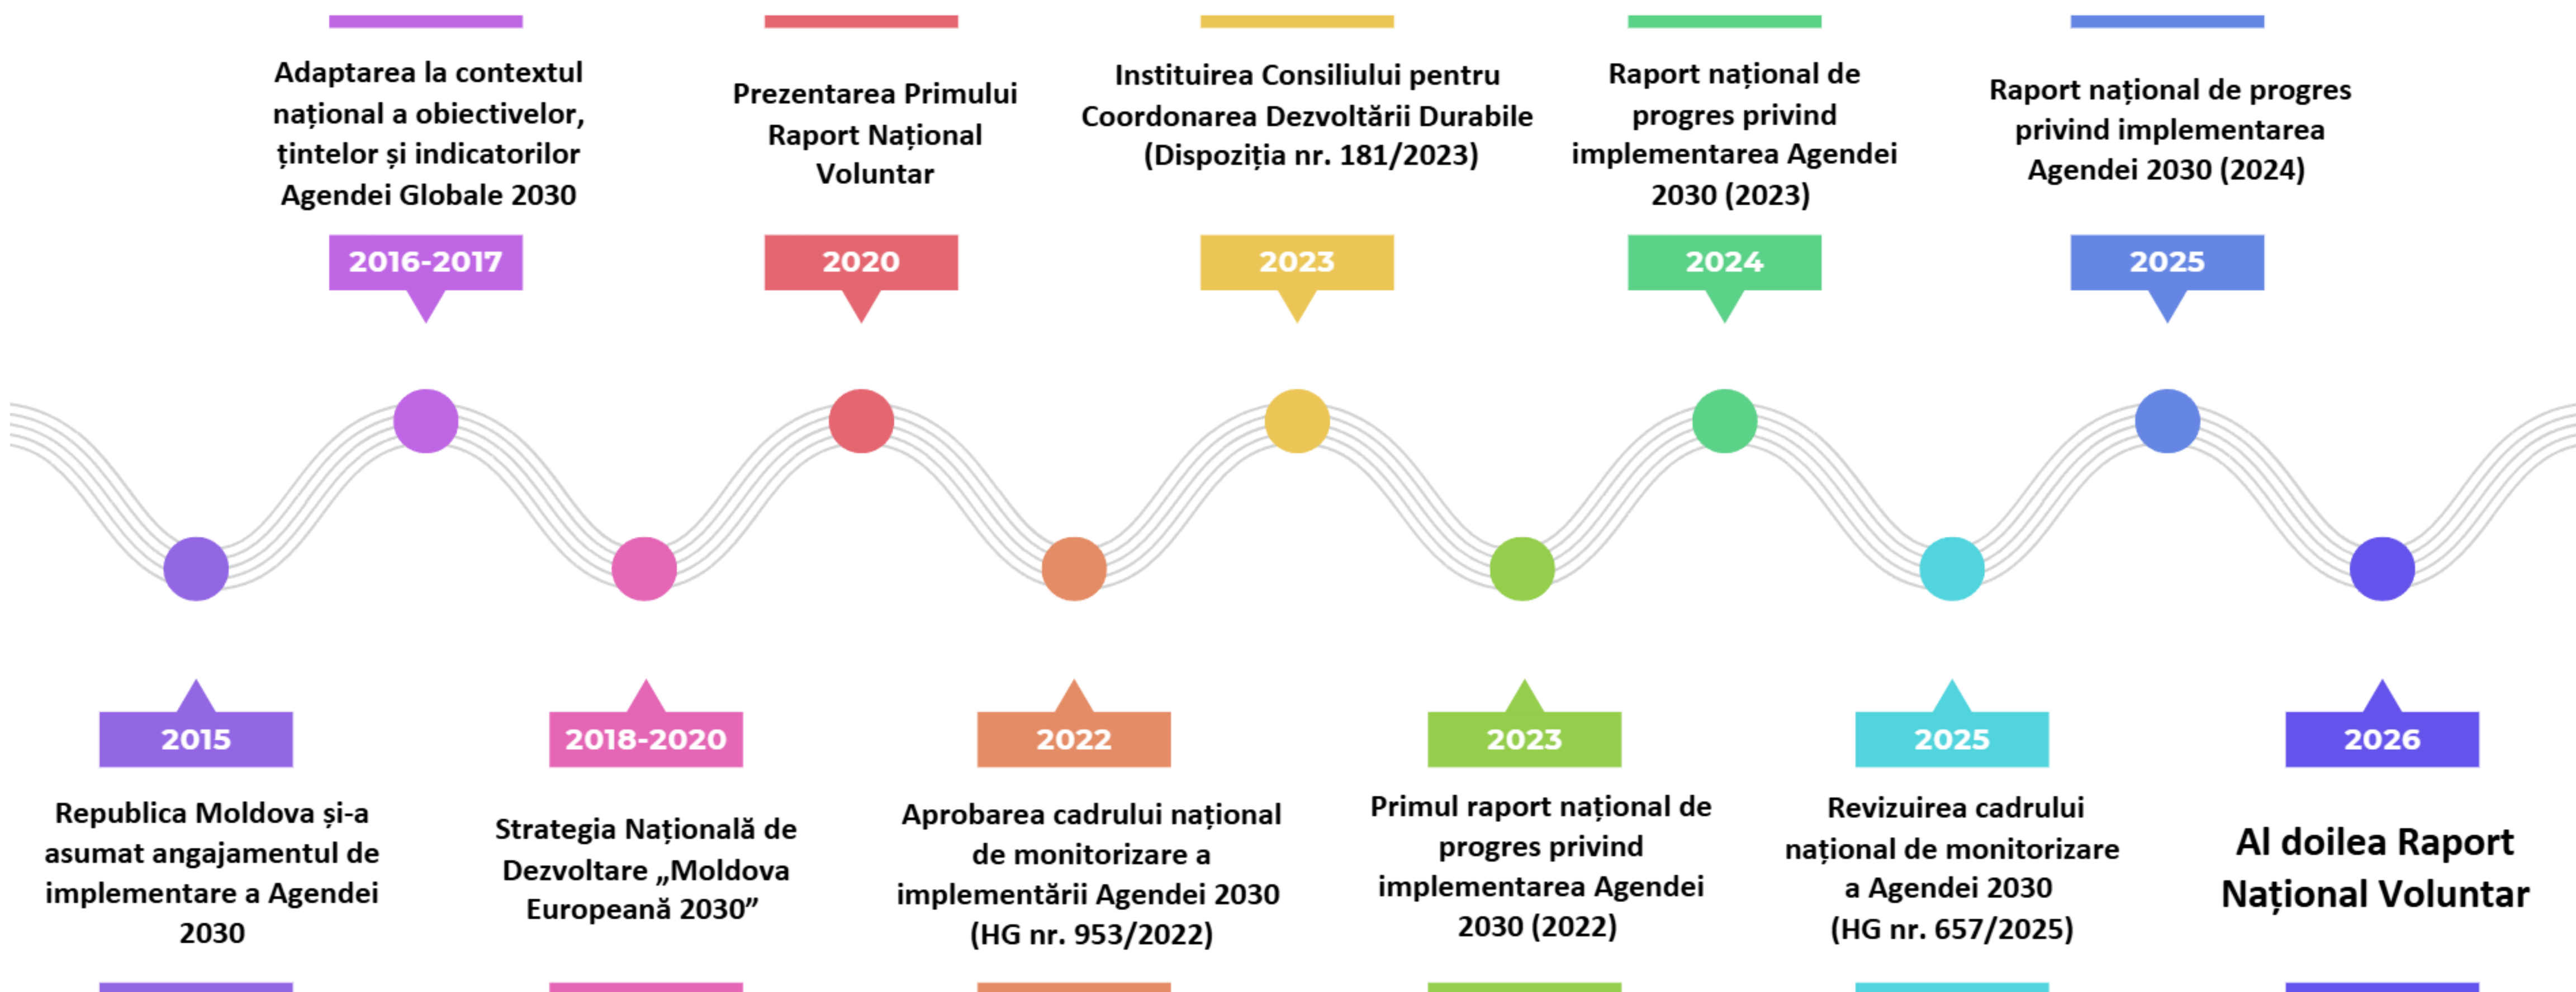 Adaptarea la contextul
național a obiectivelor,
țintelor și indicatorilor
Agendei Globale 2030
2016-2017
Prezentarea Primului
Raport Național
Voluntar
2020
Instituirea Consiliului pentru
Coordonarea Dezvoltării Durabile
(Dispoziția nr. 181/2023)
2023
Raport național de
progres privind
implementarea Agendei
2030 (2023)
2024
Raport național de progres
privind implementarea
Agendei 2030 (2024)
2025
2015
Republica Moldova și-a
asumat angajamentul de
implementare a Agendei
2030
2018-2020
Strategia Națională de
Dezvoltare „Moldova
Europeană 2030”
2022
Aprobarea cadrului național
de monitorizare a
implementării Agendei 2030
(HG nr. 953/2022)
2023
Primul raport național de
progres privind
implementarea Agendei
2030 (2022)
2025
Revizuirea cadrului
național de monitorizare
a Agendei 2030
(HG nr. 657/2025)
2026
Al doilea Raport
Național Voluntar